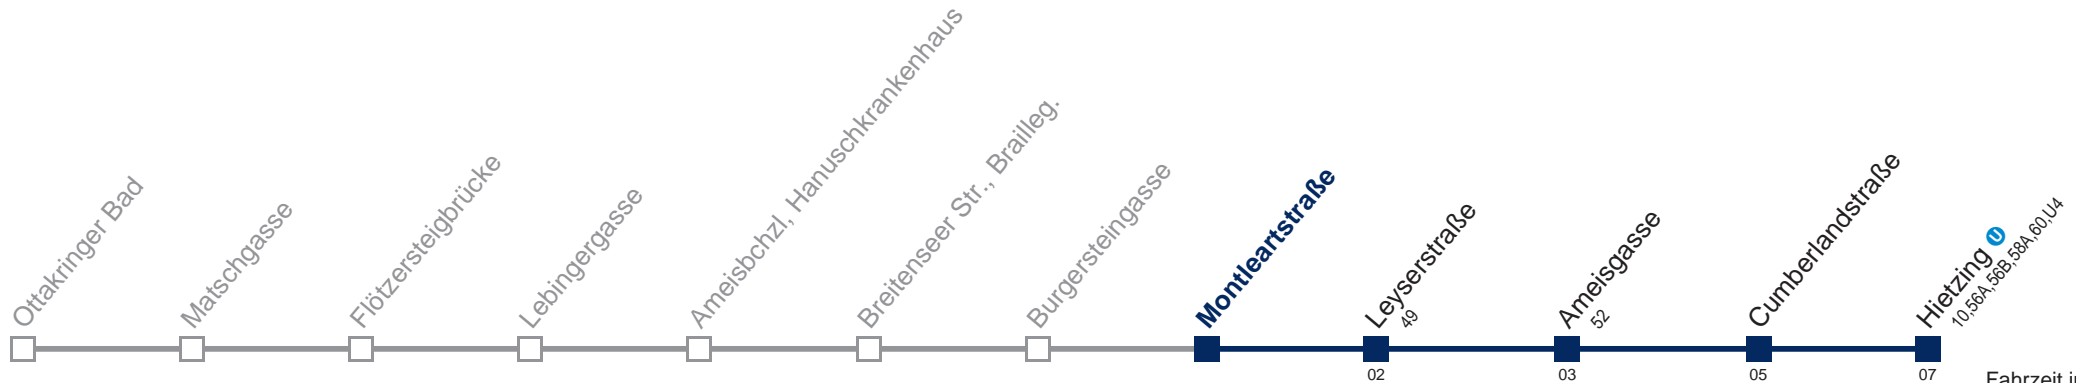 Ottakringer Bad
Matschgasse
Flötzersteigbrücke
Lebingergasse
Ameisbchzl, Hanuschkrankenhaus
Breitenseer Str., Brailleg.
Burgersteingasse
Montleartstraße
Leyserstraße
49
Ameisgasse
52
Cumberlandstraße
Hietzing U
10,56A,56B,58A,60,U4
02
03
05
07
Fahrzeit